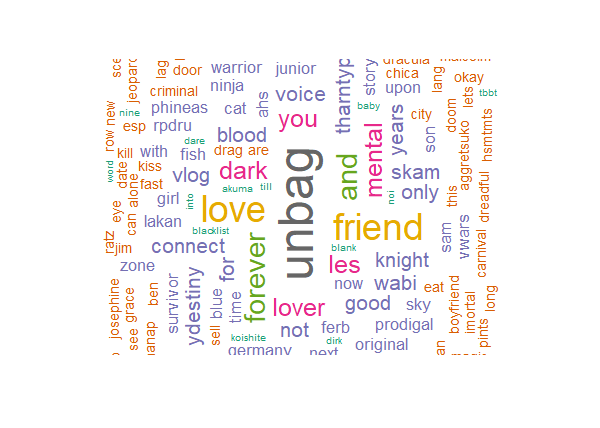 dracula malcolm
sce jeopar lag door warrior junior chica lang okay
criminal ninja voice tharntyp story upon tbbt
new phineas cat ahs you baby years city doom lets
row nine esp rpdru blood and mental son aggretsuko hsmtmts
dare drag are
kill with fish
word date kiss vlog dark unbag skam this dreadful
can alone fast akuma till noi only
eye girl into love friend
lakan blacklist sam vwars carnival
ratz jim connect forever for blank les knight
zone now wabi eat boyfriend imortal long
josephine grace ben survivor ydestiny blue time lover good sky
see sell not ferb prodigal pints
koishite dirk original
germany next